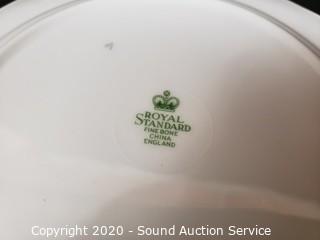 ROYAL
STANDARD
FINE BONE
CHINA
ENGLAND
Copyright 2020 - Sound Auction Service